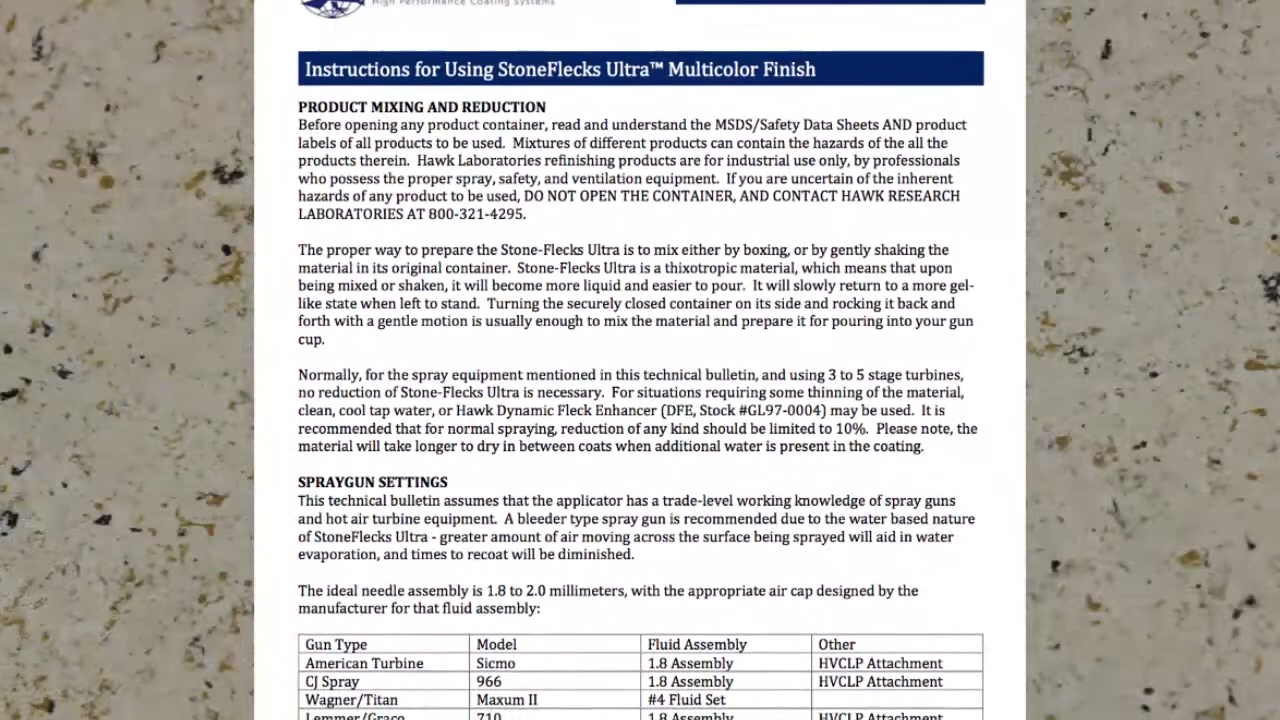 High Performance Coating Systems
Instructions for Using StoneFlecks Ultra™ Multicolor Finish
PRODUCT MIXING AND REDUCTION
Before opening any product container, read and understand the MSDS/Safety Data Sheets AND product
labels of all products to be used.  Mixtures of different products can contain the hazards of the all the
products therein.  Hawk Laboratories refinishing products are for industrial use only, by professionals
who possess the proper spray, safety, and ventilation equipment.  If you are uncertain of the inherent
hazards of any product to be used, DO NOT OPEN THE CONTAINER, AND CONTACT HAWK RESEARCH
LABORATORIES AT 800-321-4295.
The proper way to prepare the Stone-Flecks Ultra is to mix either by boxing, or by gently shaking the
material in its original container.  Stone-Flecks Ultra is a thixotropic material, which means that upon
being mixed or shaken, it will become more liquid and easier to pour.  It will slowly return to a more gel-
like state when left to stand.  Turning the securely closed container on its side and rocking it back and
forth with a gentle motion is usually enough to mix the material and prepare it for pouring into your gun
cup.
Normally, for the spray equipment mentioned in this technical bulletin, and using 3 to 5 stage turbines,
no reduction of Stone-Flecks Ultra is necessary.  For situations requiring some thinning of the material,
clean, cool tap water, or Hawk Dynamic Fleck Enhancer (DFE, Stock #GL97-0004) may be used.  It is
recommended that for normal spraying, reduction of any kind should be limited to 10%.  Please note, the
material will take longer to dry in between coats when additional water is present in the coating.
SPRAYGUN SETTINGS
This technical bulletin assumes that the applicator has a trade-level working knowledge of spray guns
and hot air turbine equipment.  A bleeder type spray gun is recommended due to the water based nature
of StoneFlecks Ultra - greater amount of air moving across the surface being sprayed will aid in water
evaporation, and times to recoat will be diminished.
The ideal needle assembly is 1.8 to 2.0 millimeters, with the appropriate air cap designed by the
manufacturer for that fluid assembly:
Gun Type Model Fluid Assembly Other
American Turbine Sicmo 1.8 Assembly HVCLP Attachment
CJ Spray 966 1.8 Assembly HVCLP Attachment
Wagner/Titan Maxum II #4 Fluid Set
Lemmer/Graco 710 1.8 Assembly HVCLP Attachment